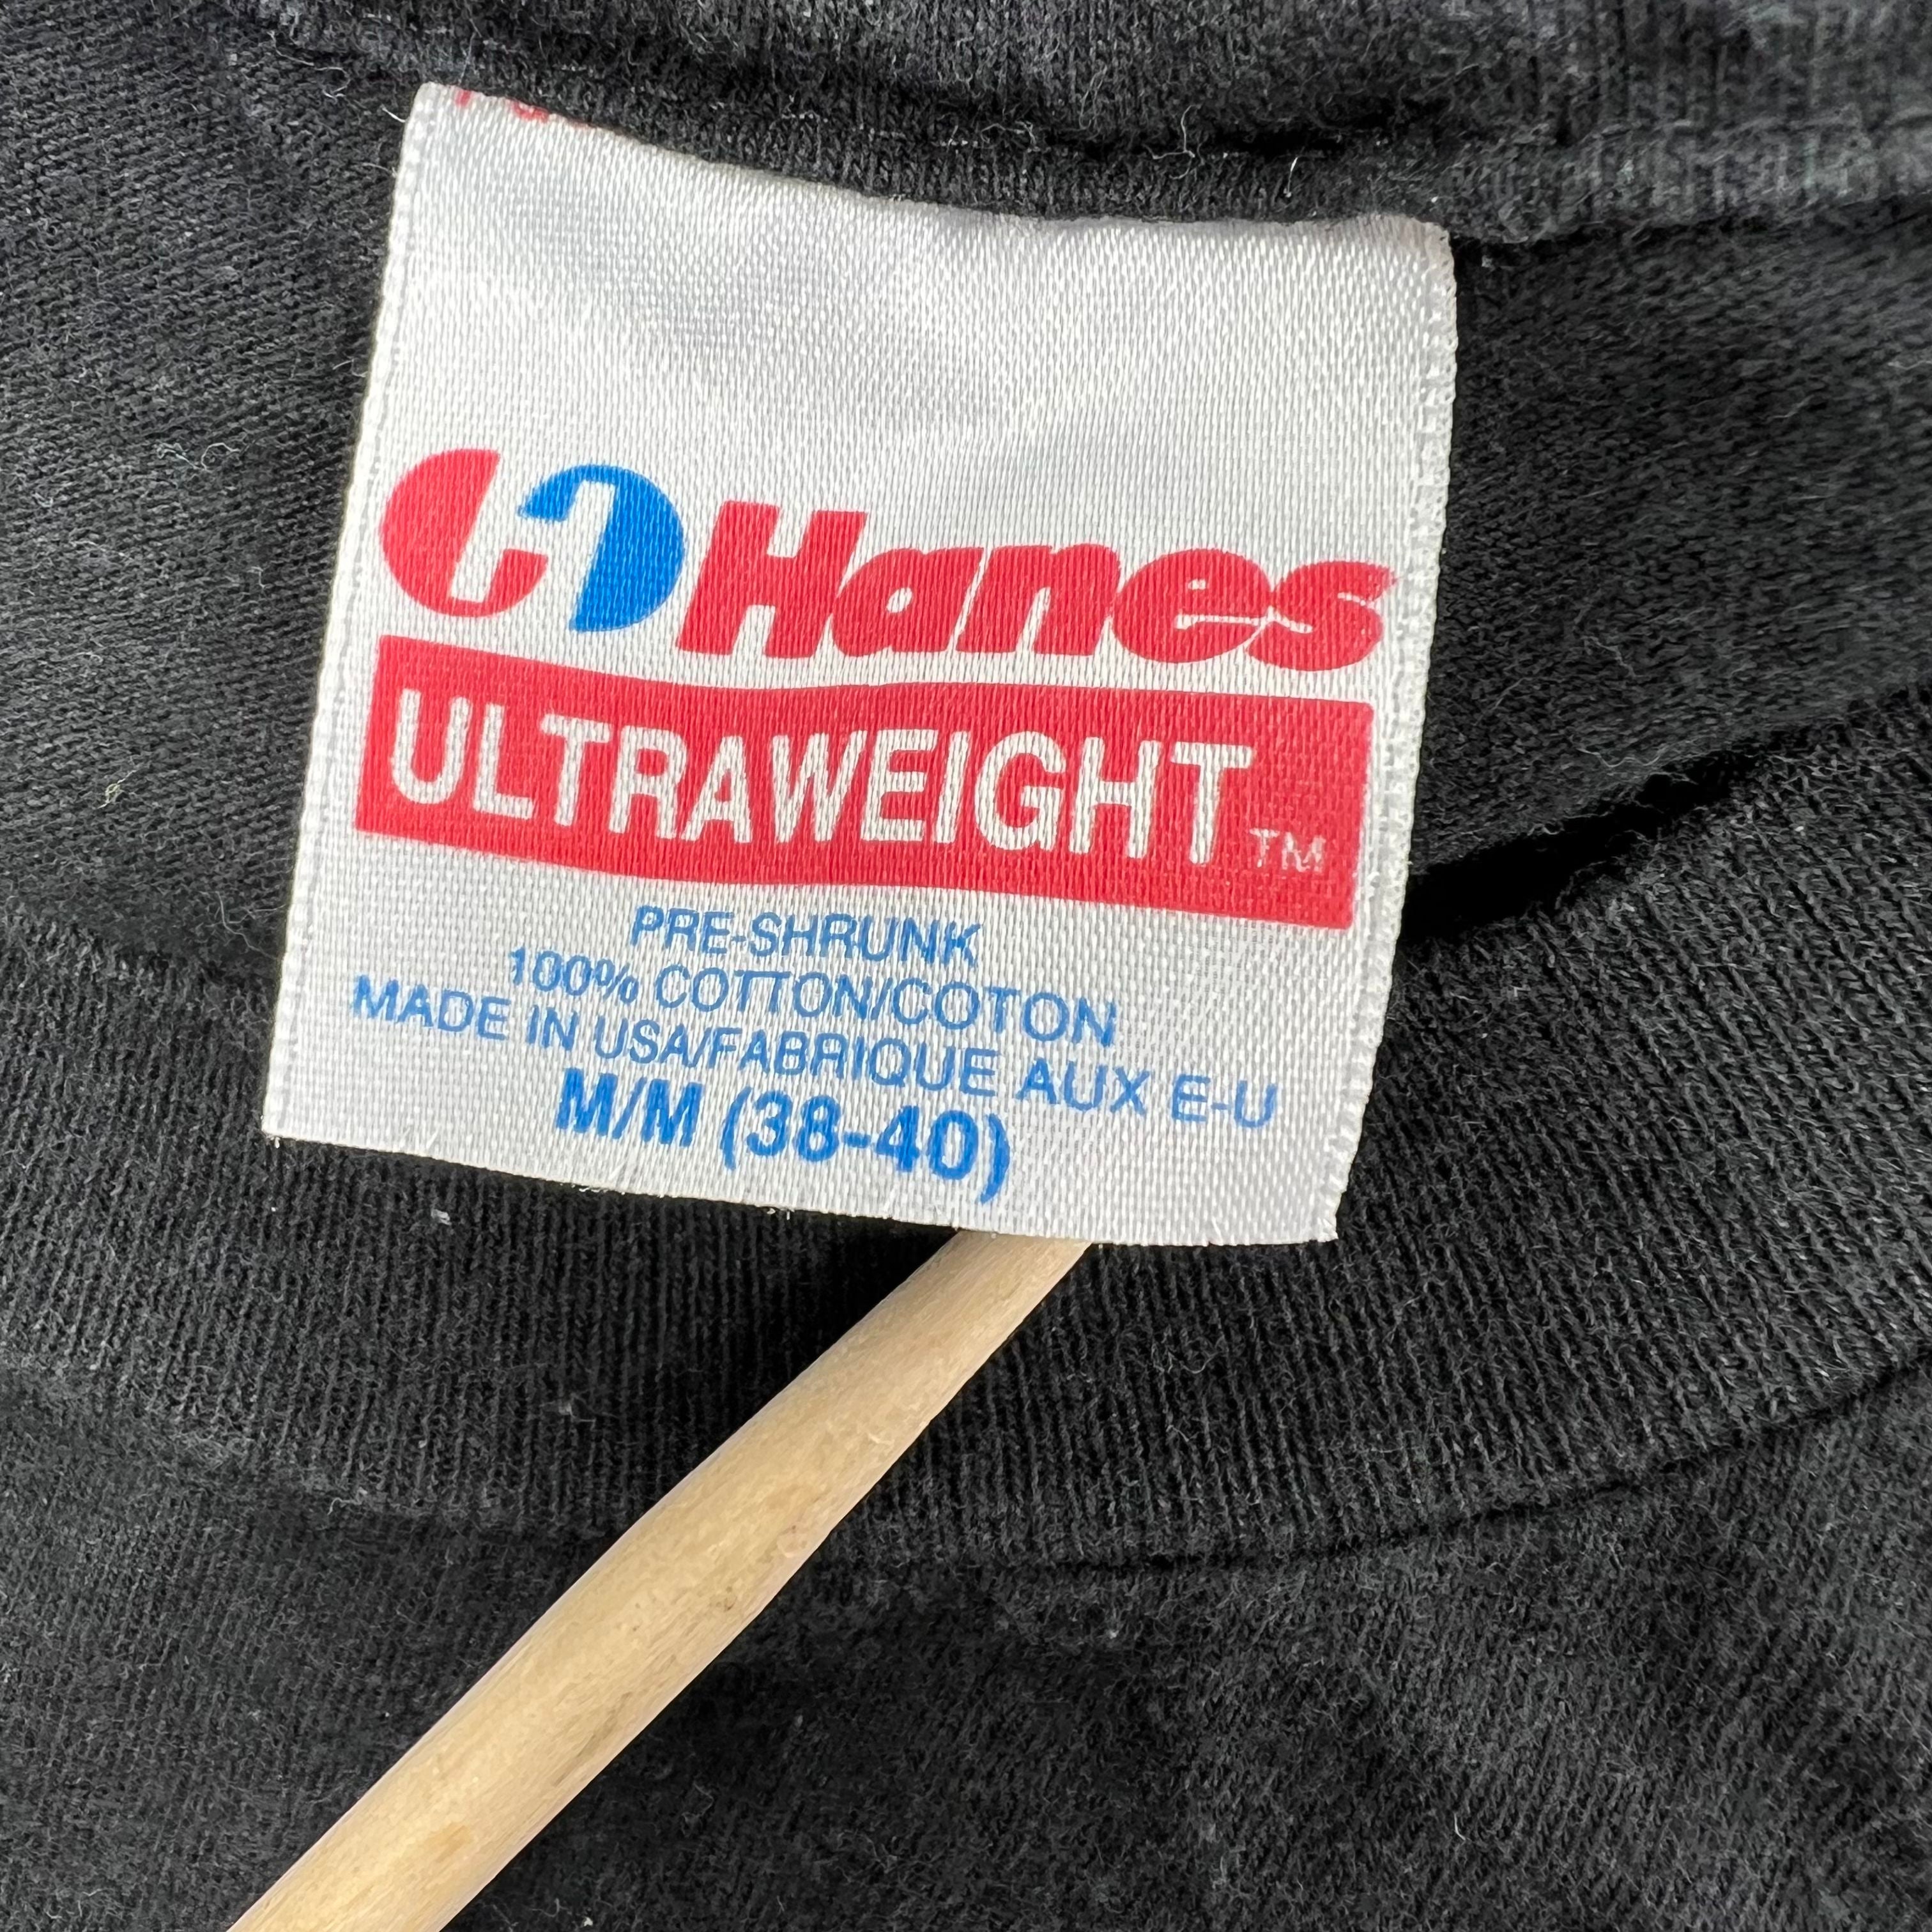 Hanes
ULTRAWEIGHT TM
PRE-SHRUNK
100% COTTON/COTON
MADE IN USA/FABRIQUE AUX E-U
M/M (38-40)